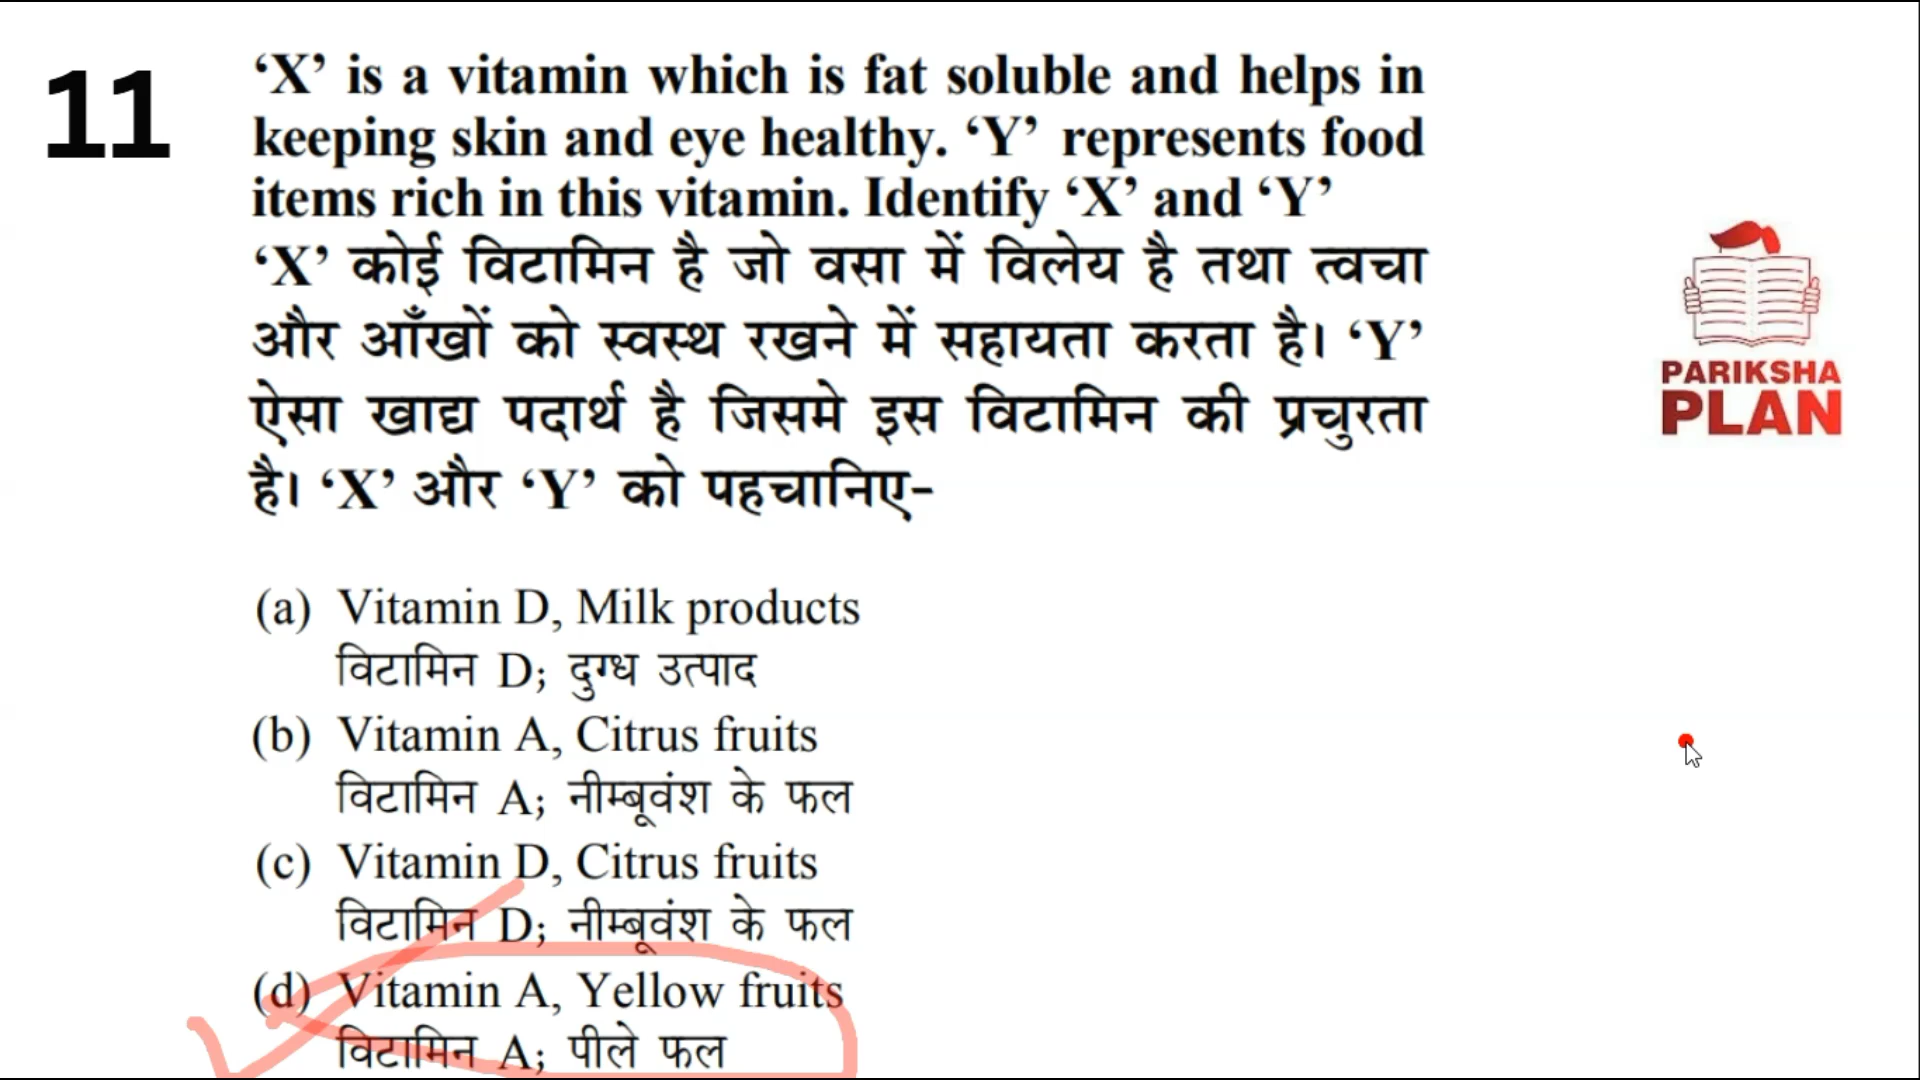 11
‘X’ is a vitamin which is fat soluble and helps in
keeping skin and eye healthy. ‘Y’ represents food
items rich in this vitamin. Identify ‘X’ and ‘Y’
‘X’ कोई विटामिन है जो वसा में विलेय है तथा त्वचा
और आँखों को स्वस्थ रखने में सहायता करता है। ‘Y’
ऐसा खाद्य पदार्थ है जिसमे इस विटामिन की प्रचुरता
है। ‘X’ और ‘Y’ को पहचानिए-
PARIKSHA
PLAN
(a) Vitamin D, Milk products
विटामिन D; दुग्ध उत्पाद
(b) Vitamin A, Citrus fruits
विटामिन A; नीम्बूवंश के फल
(c) Vitamin D, Citrus fruits
विटामिन D; नीम्बूवंश के फल
(d) Vitamin A, Yellow fruits
विटामिन A; पीले फल